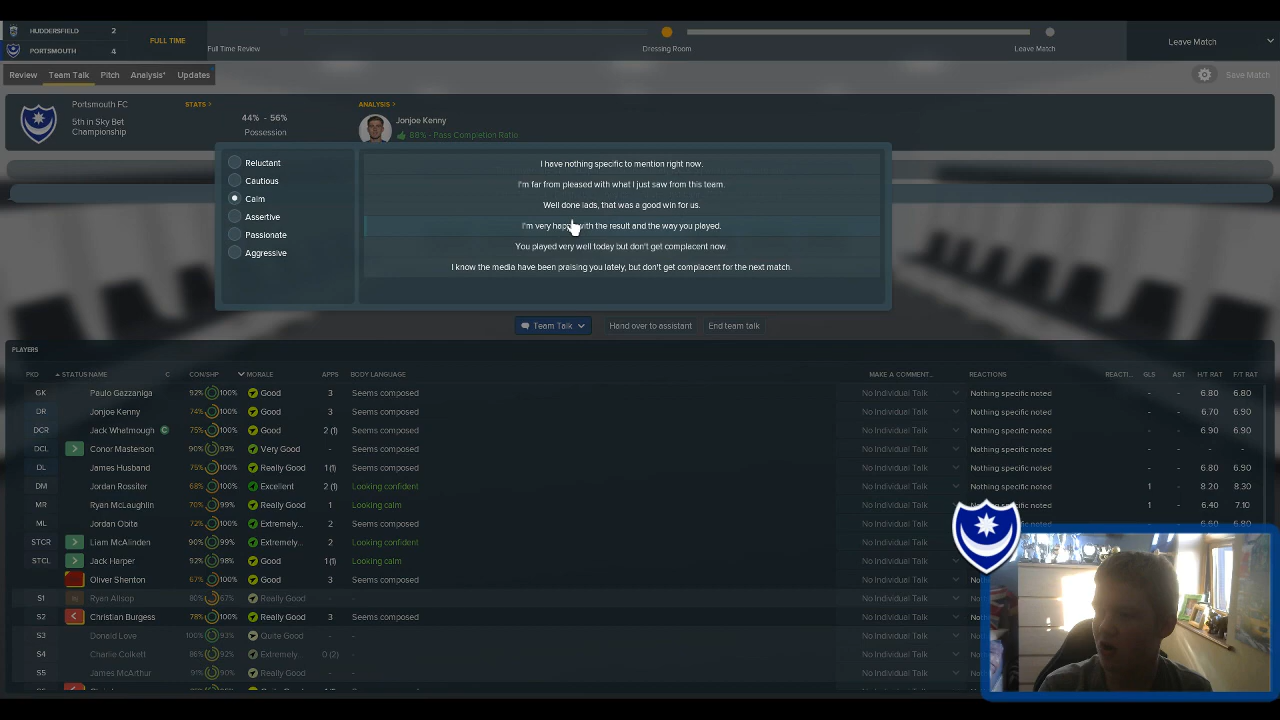 HUDDERSFIELD 2
PORTSMOUTH 4
FULL TIME
Full Time Review
Dressing Room
Leave Match
Leave Match
Review Team Talk Pitch Analysis* Updates
Save Match
Portsmouth FC
5th in Sky Bet
Championship
STATS >
44% - 56%
Possession
ANALYSIS >
Jonjoe Kenny
88% - Pass Completion Ratio
Reluctant
Cautious
Calm
Assertive
Passionate
Aggressive
I have nothing specific to mention right now.
I'm far from pleased with what I just saw from this team.
Well done lads, that was a good win for us.
I'm very happy with the result and the way you played.
You played very well today but don't get complacent now
I know the media have been praising you lately, but don't get complacent for the next match.
Team Talk Hand over to assistant End team talk
PLAYERS
PKD STATUS NAME C CON/SHP MORALE APPS BODY LANGUAGE MAKE A COMMENT... REACTIONS REACTI... GLS AST H/T RAT F/T RAT
GK Paulo Gazzaniga 92% 100% Good 3 Seems composed No Individual Talk Nothing specific noted - - 6.80 6.80
DR Jonjoe Kenny 74% 100% Good 3 Seems composed No Individual Talk Nothing specific noted - - 6.70 6.90
DCR Jack Whatmough C 75% 100% Good 2 (1) Seems composed No Individual Talk Nothing specific noted - - 6.90 6.90
DCL Conor Masterson 90% 93% Very Good - Seems composed No Individual Talk Nothing specific noted - - - -
DL James Husband 75% 100% Really Good 1 (1) Seems composed No Individual Talk Nothing specific noted - - 6.80 6.90
DM Jordan Rossiter 68% 100% Excellent 2 (1) Looking confident No Individual Talk Nothing specific noted 1 - 8.20 8.30
MR Ryan McLaughlin 70% 99% Really Good 1 Looking calm No Individual Talk specific noted 1 - 6.40 7.10
ML Jordan Obita 72% 100% Extremely... 2 Seems composed No Individual Talk 6.60 6.80
STCR Liam McAlinden 90% 99% Extremely... 2 Looking confident No Individual Talk
STCL Jack Harper 92% 98% Good 1 (1) Looking calm No Individual Talk
Oliver Shenton 67% 100% Good 3 Seems composed No Individual Talk
S1 Ryan Allsop 80% 67% Really Good - - No Individual Talk
S2 Christian Burgess 78% 100% Really Good 3 Seems composed No Individual Talk
S3 Donald Love 100% 93% Quite Good - - No Individual Talk
S4 Charlie Colkett 86% 92% Extremely... 0 (2) - No Individual Talk
S5 James McArthur 91% 90% Really Good - - No Individual Talk